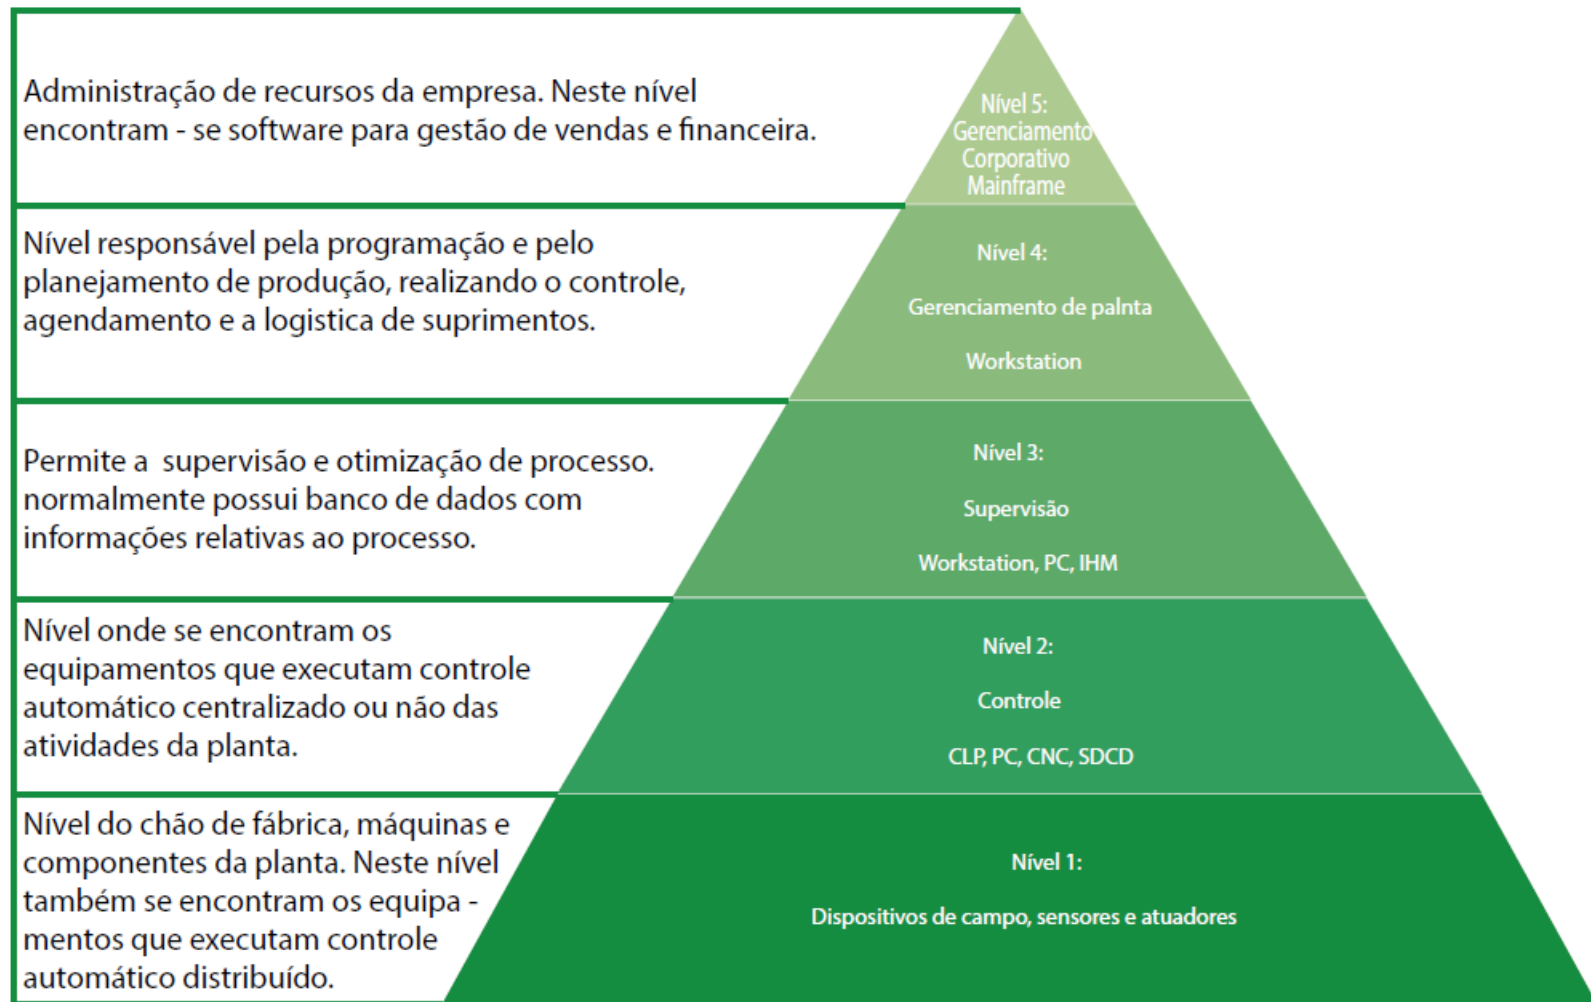 Administração de recursos da empresa. Neste nível
encontram - se software para gestão de vendas e financeira.
Nível 5:
Gerenciamento
Corporativo
Mainframe
Nível responsável pela programação e pelo
planejamento de produção, realizando o controle,
agendamento e a logistica de suprimentos.
Nível 4:
Gerenciamento de palnta
Workstation
Permite a  supervisão e otimização de processo.
normalmente possui banco de dados com
informações relativas ao processo.
Nível 3:
Supervisão
Workstation, PC, IHM
Nível onde se encontram os
equipamentos que executam controle
automático centralizado ou não das
atividades da planta.
Nível 2:
Controle
CLP, PC, CNC, SDCD
Nível do chão de fábrica, máquinas e
componentes da planta. Neste nível
também se encontram os equipa -
mentos que executam controle
automático distribuído.
Nível 1:
Dispositivos de campo, sensores e atuadores